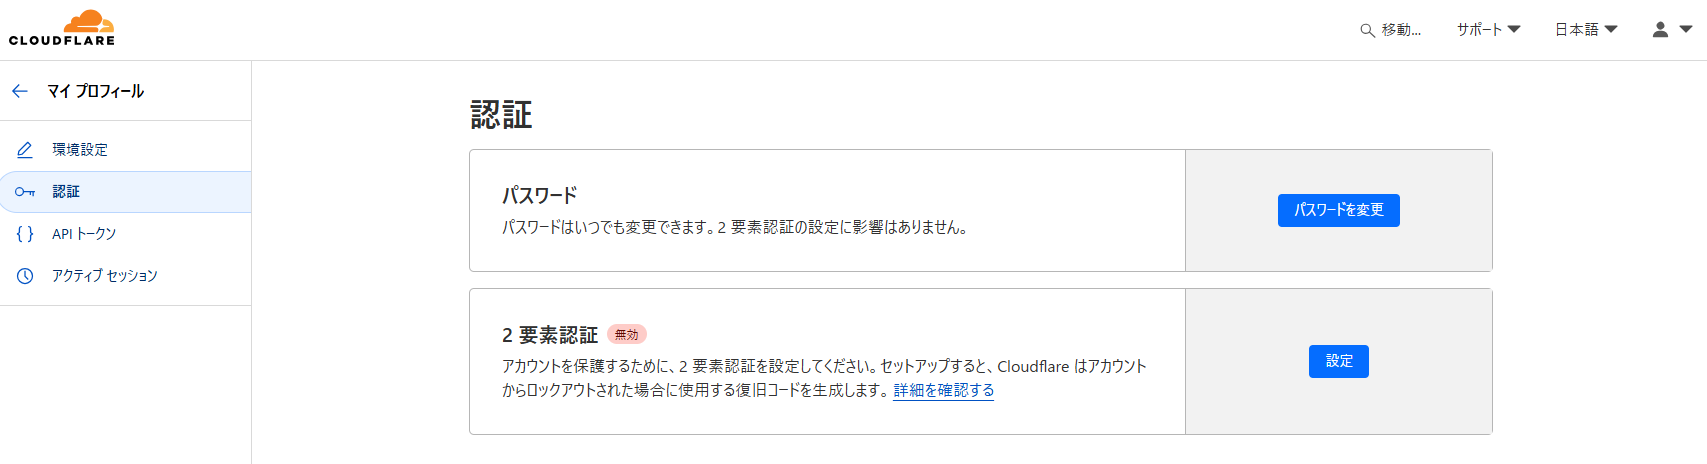 CLOUDFLARE
移動...
サポート
日本語
マイ プロフィール
環境設定
認証
API トークン
アクティブ セッション
認証
パスワード
パスワードはいつでも変更できます。2 要素認証の設定に影響はありません。
パスワードを変更
2 要素認証 無効
アカウントを保護するために、2 要素認証を設定してください。セットアップすると、Cloudflare はアカウント
からロックアウトされた場合に使用する復旧コードを生成します。 詳細を確認する
設定